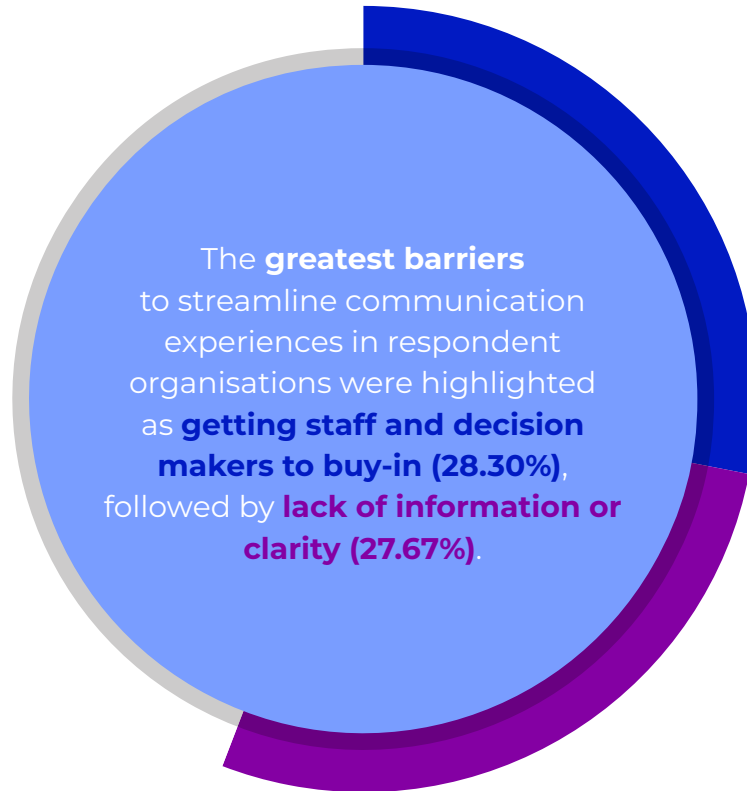 The greatest barriers
to streamline communication
experiences in respondent
organisations were highlighted
as getting staff and decision
makers to buy-in (28.30%),
followed by lack of information or
clarity (27.67%).